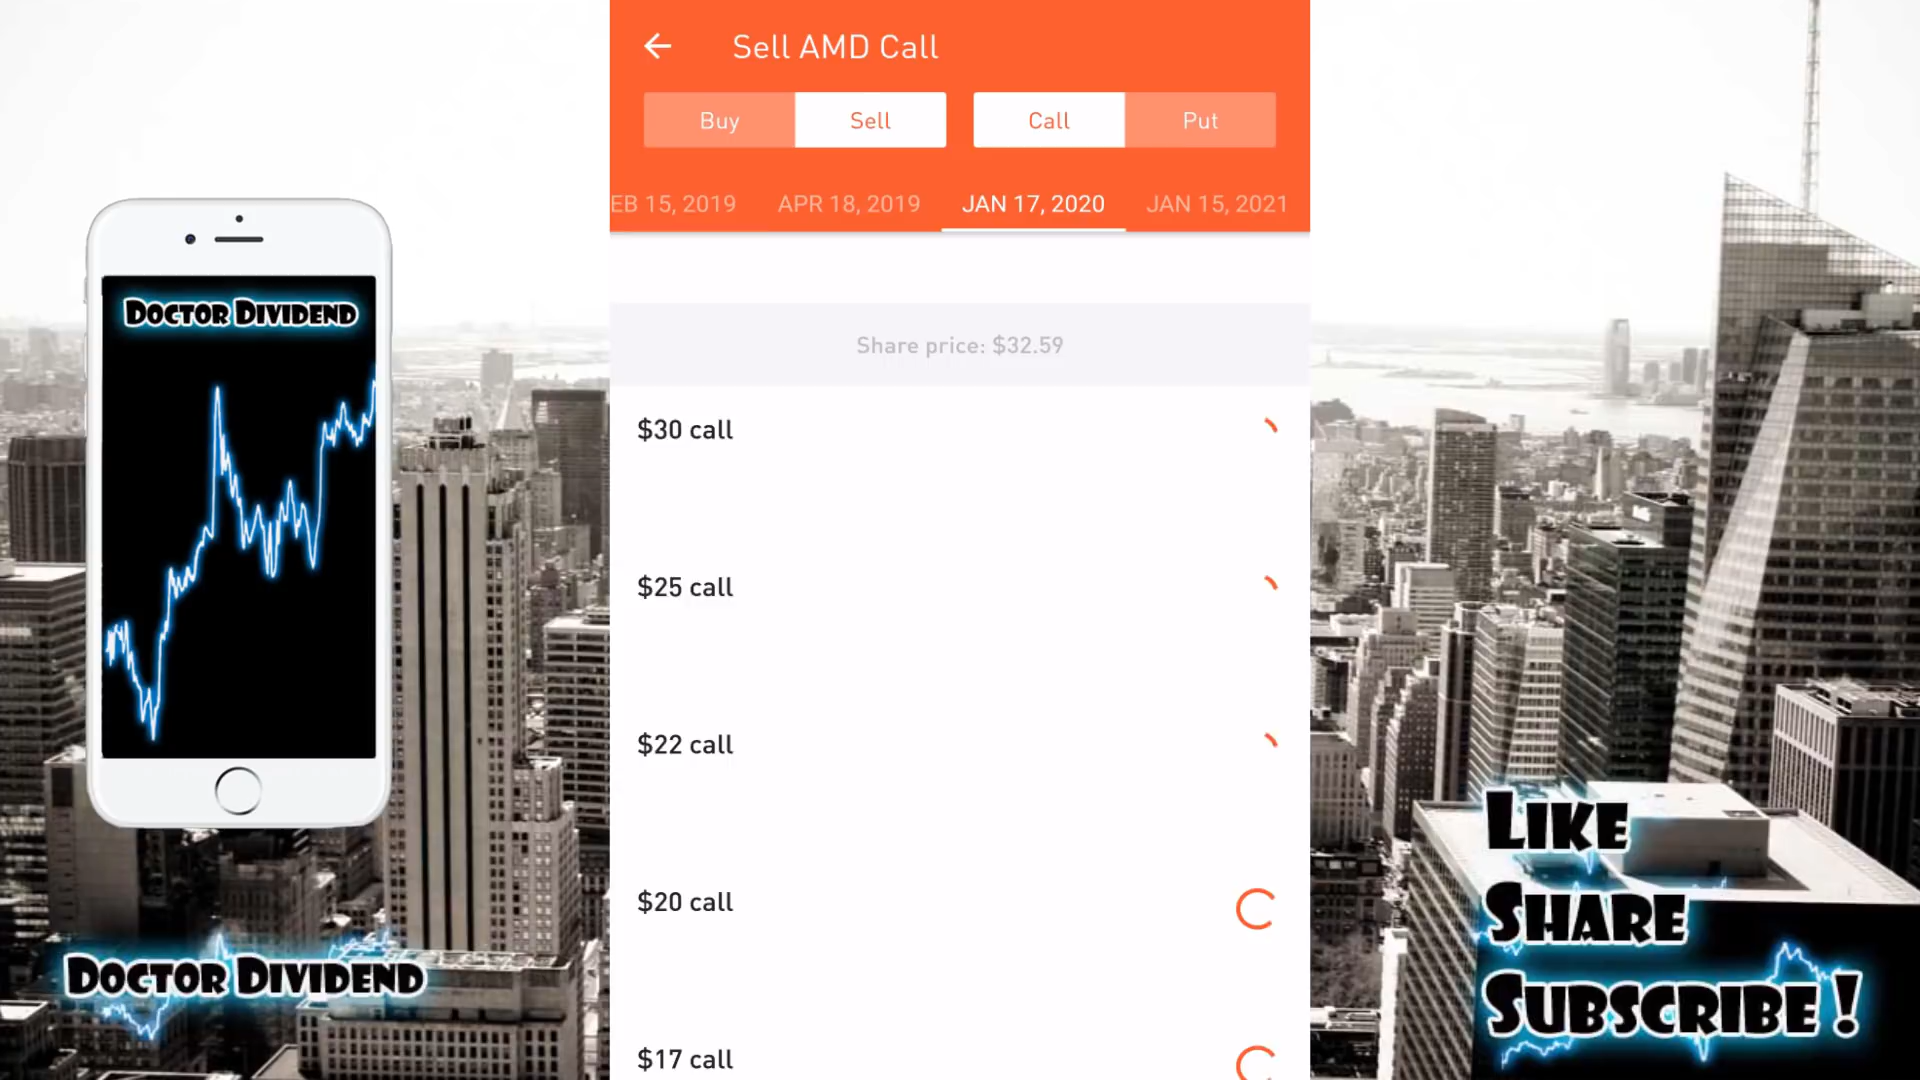 Sell AMD Call
Buy
Sell
Call
Put
EB 15, 2019
APR 18, 2019
JAN 17, 2020
JAN 15, 2021
Share price: $32.59
$30 call
$25 call
$22 call
$20 call
$17 call
DOCTOR DIVIDEND
DOCTOR DIVIDEND
LIKE
SHARE
SUBSCRIBE !